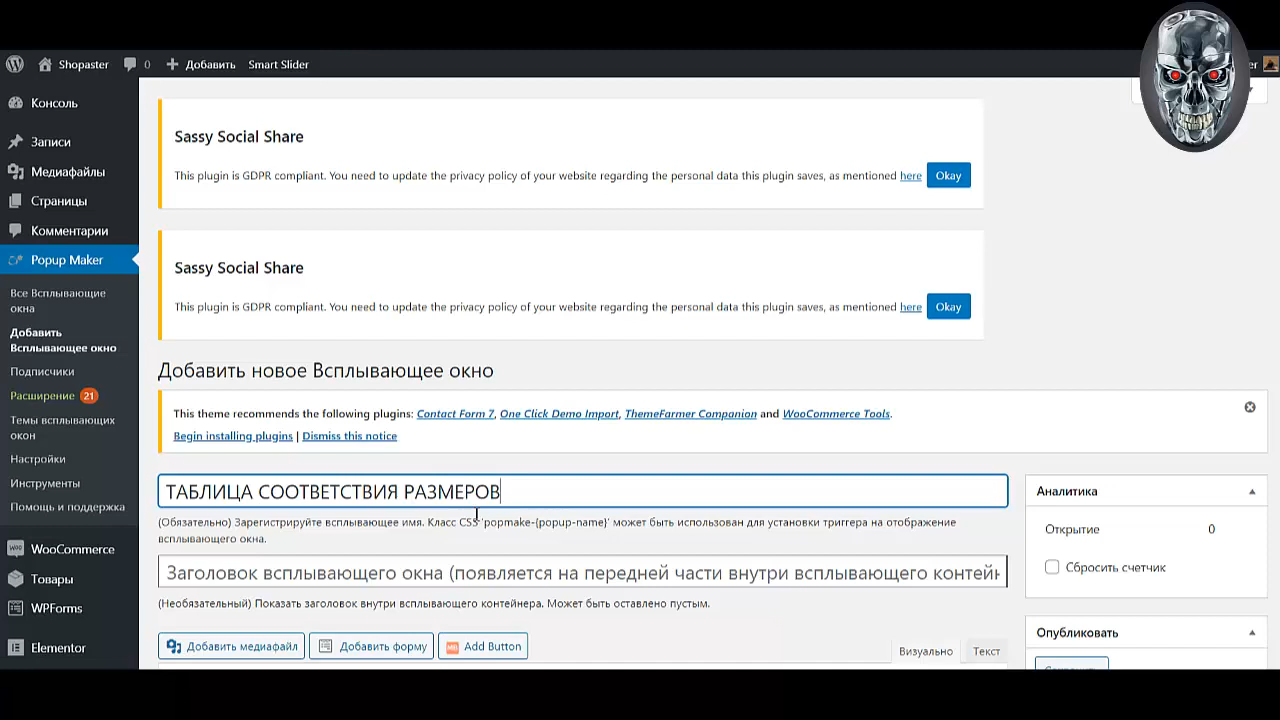 Shopaster 0 Добавить Smart Slider er
Консоль
Записи
Медиафайлы
Страницы
Комментарии
Popup Maker
Все Всплывающие
окна
Добавить
Всплывающее окно
Подписчики
Расширение 21
Темы всплывающих
окон
Настройки
Инструменты
Помощь и поддержка
WooCommerce
Товары
WPForms
Elementor
Sassy Social Share
This plugin is GDPR compliant. You need to update the privacy policy of your website regarding the personal data this plugin saves, as mentioned here Okay
Sassy Social Share
This plugin is GDPR compliant. You need to update the privacy policy of your website regarding the personal data this plugin saves, as mentioned here Okay
Добавить новое Всплывающее окно
This theme recommends the following plugins: Contact Form 7, One Click Demo Import, ThemeFarmer Companion and WooCommerce Tools.
Begin installing plugins | Dismiss this notice
ТАБЛИЦА СООТВЕТСТВИЯ РАЗМЕРОВ
(Обязательно) Зарегистрируйте всплывающее имя. Класс CSS 'popmake-{popup-name}' может быть использован для установки триггера на отображение
всплывающего окна.
Заголовок всплывающего окна (появляется на передней части внутри всплывающего контейн
(Необязательный) Показать заголовок внутри всплывающего контейнера. Может быть оставлено пустым.
Добавить медиафайл Добавить форму Add Button
Визуально Текст
Аналитика
Открытие 0
Сбросить счетчик
Опубликовать